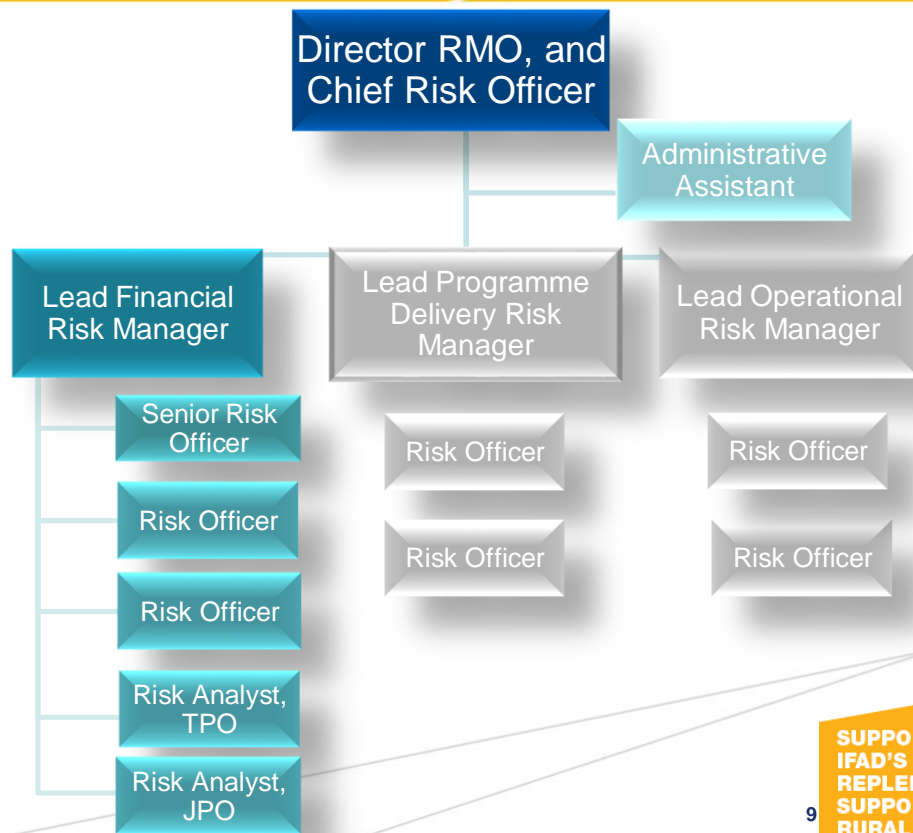 Director RMO, and
Chief Risk Officer
Administrative
Assistant
Lead Financial
Risk Manager
Lead Programme
Delivery Risk
Manager
Lead Operational
Risk Manager
Senior Risk
Officer
Risk Officer
Risk Officer
Risk Analyst,
TPO
Risk Analyst,
JPO
Risk Officer
Risk Officer
Risk Officer
Risk Officer
9
IFAD'S
RURAL